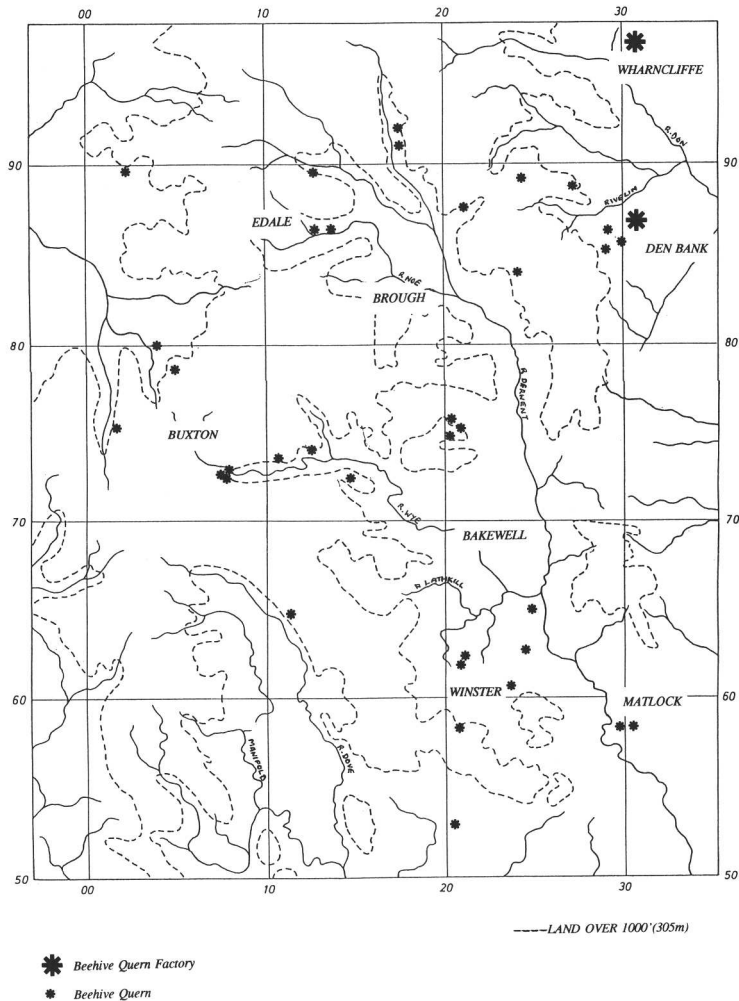 00 10 20 30
WHARNCLIFFE
R. DON
90 90
RIVELIN
EDALE
DEN BANK
R. NOE
BROUGH
80 80
R. DERWENT
BUXTON
R. WYE
70 70
BAKEWELL
R LATHKILL
WINSTER
MATLOCK
60 60
MANIFOLD
R. DOVE
50 50
00 10 20 30
LAND OVER 1000'(305m)
Beehive Quern Factory
Beehive Quern